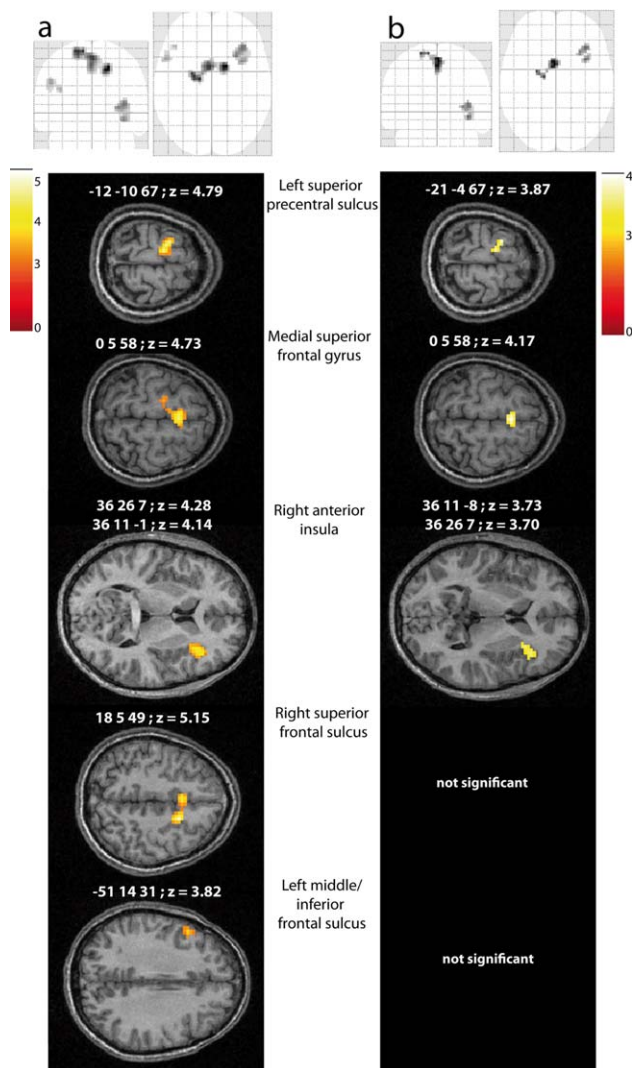 a
b
5
3
0
-12 -10 67 ; z = 4.79
Left superior
precentral sulcus
-21 -4 67 ; z = 3.87
4
3
0
0 5 58 ; z = 4.73
Medial superior
frontal gyrus
0 5 58 ; z = 4.17
36 26 7 ; z = 4.28
36 11 -1 ; z = 4.14
Right anterior
insula
36 11 -8 ; z = 3.73
36 26 7 ; z = 3.70
18 5 49 ; z = 5.15
Right superior
frontal sulcus
not significant
-51 14 31 ; z = 3.82
Left middle/
inferior
frontal sulcus
not significant